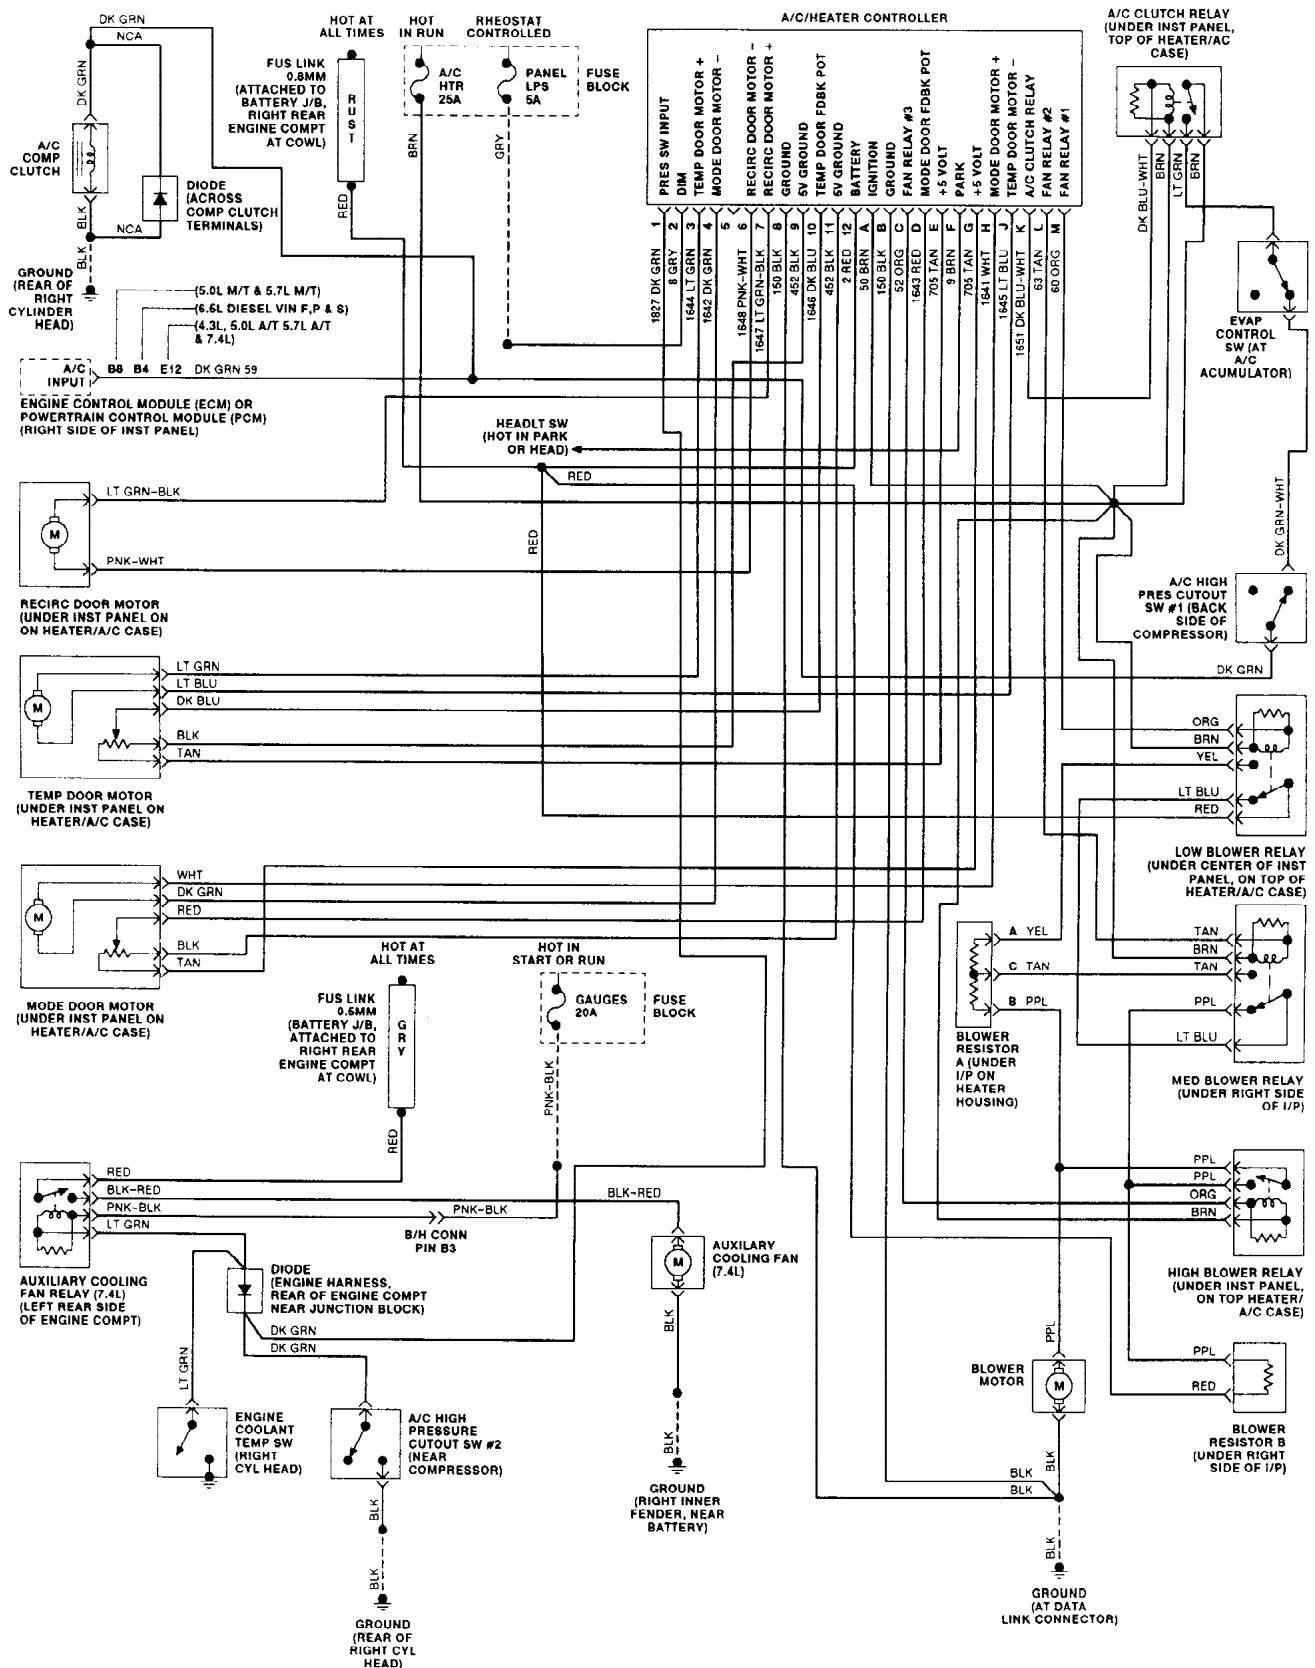 DK GRN
NCA
DK GRN
A/C
COMP
CLUTCH
BLK
NCA
BLK
DIODE
(ACROSS
COMP CLUTCH
TERMINALS)
GROUND
(REAR OF
RIGHT
CYLINDER
HEAD)
(5.0L M/T & 5.7L M/T)
(6.6L DIESEL VIN F,P & S)
(4.3L, 5.0L A/T 5.7L A/T
& 7.4L)
A/C
INPUT
B8 B4 E12 DK GRN 59
ENGINE CONTROL MODULE (ECM) OR
POWERTRAIN CONTROL MODULE (PCM)
(RIGHT SIDE OF INST PANEL)
HOT AT
ALL TIMES
FUS LINK
0.8MM
(ATTACHED TO
BATTERY J/B,
RIGHT REAR
ENGINE COMPT
AT COWL)
RUST
RED
HOT
IN RUN
A/C
HTR
25A
BRN
RHEOSTAT
CONTROLLED
PANEL
LPS
5A
FUSE
BLOCK
GRY
A/C/HEATER CONTROLLER
PRES SW INPUT 1 1827 DK GRN
DIM 2 8 GRY
TEMP DOOR MOTOR + 3 1644 LT GRN
MODE DOOR MOTOR - 4 1642 DK GRN
5
RECIRC DOOR MOTOR - 6 1648 PNK-WHT
RECIRC DOOR MOTOR + 7 1647 LT GRN-BLK
GROUND 8 150 BLK
5V GROUND 9 452 BLK
TEMP DOOR FDBK POT 10 1646 DK BLU
5V GROUND 11 452 BLK
BATTERY 12 2 RED
IGNITION A 50 BRN
GROUND B 150 BLK
FAN RELAY #3 C 52 ORG
MODE DOOR FDBK POT D 1643 RED
+5 VOLT E 705 TAN
PARK F 9 BRN
+5 VOLT G 705 TAN
MODE DOOR MOTOR + H 1641 WHT
TEMP DOOR MOTOR - J 1645 LT BLU
A/C CLUTCH RELAY K 1651 DK BLU-WHT
FAN RELAY #2 L 63 TAN
FAN RELAY #1 M 60 ORG
A/C CLUTCH RELAY
(UNDER INST PANEL,
TOP OF HEATER/AC
CASE)
DK BLU-WHT
BRN
LT GRN
BRN
EVAP
CONTROL
SW (AT
A/C
ACUMULATOR)
DK GRN-WHT
A/C HIGH
PRES CUTOUT
SW #1 (BACK
SIDE OF
COMPRESSOR)
DK GRN
HEADLT SW
(HOT IN PARK
OR HEAD)
RED
RED
LT GRN-BLK
M
PNK-WHT
RECIRC DOOR MOTOR
(UNDER INST PANEL ON
ON HEATER/A/C CASE)
LT GRN
LT BLU
DK BLU
BLK
TAN
M
TEMP DOOR MOTOR
(UNDER INST PANEL ON
HEATER/A/C CASE)
ORG
BRN
YEL
LT BLU
RED
LOW BLOWER RELAY
(UNDER CENTER OF INST
PANEL, ON TOP OF
HEATER/A/C CASE)
WHT
DK GRN
RED
BLK
TAN
M
MODE DOOR MOTOR
(UNDER INST PANEL ON
HEATER/A/C CASE)
HOT AT
ALL TIMES
FUS LINK
0.5MM
(BATTERY J/B,
ATTACHED TO
RIGHT REAR
ENGINE COMPT
AT COWL)
GRY
RED
HOT IN
START OR RUN
GAUGES
20A
FUSE
BLOCK
PNK-BLK
A YEL
C TAN
B PPL
BLOWER
RESISTOR
A (UNDER
I/P ON
HEATER
HOUSING)
TAN
BRN
TAN
PPL
LT BLU
MED BLOWER RELAY
(UNDER RIGHT SIDE
OF I/P)
RED
BLK-RED
PNK-BLK
LT GRN
AUXILIARY COOLING
FAN RELAY (7.4L)
(LEFT REAR SIDE
OF ENGINE COMPT)
PNK-BLK
B/H CONN
PIN B3
BLK-RED
M
AUXILARY
COOLING FAN
(7.4L)
BLK
BLK
GROUND
(RIGHT INNER
FENDER, NEAR
BATTERY)
DIODE
(ENGINE HARNESS,
REAR OF ENGINE COMPT
NEAR JUNCTION BLOCK)
DK GRN
DK GRN
LT GRN
ENGINE
COOLANT
TEMP SW
(RIGHT
CYL HEAD)
A/C HIGH
PRESSURE
CUTOUT SW #2
(NEAR
COMPRESSOR)
BLK
BLK
GROUND
(REAR OF
RIGHT CYL
HEAD)
PPL
PPL
ORG
BRN
HIGH BLOWER RELAY
(UNDER INST PANEL,
ON TOP HEATER/
A/C CASE)
PPL
BLOWER
MOTOR
M
PPL
RED
BLOWER
RESISTOR B
(UNDER RIGHT
SIDE OF I/P)
BLK
BLK
BLK
BLK
GROUND
(AT DATA
LINK CONNECTOR)